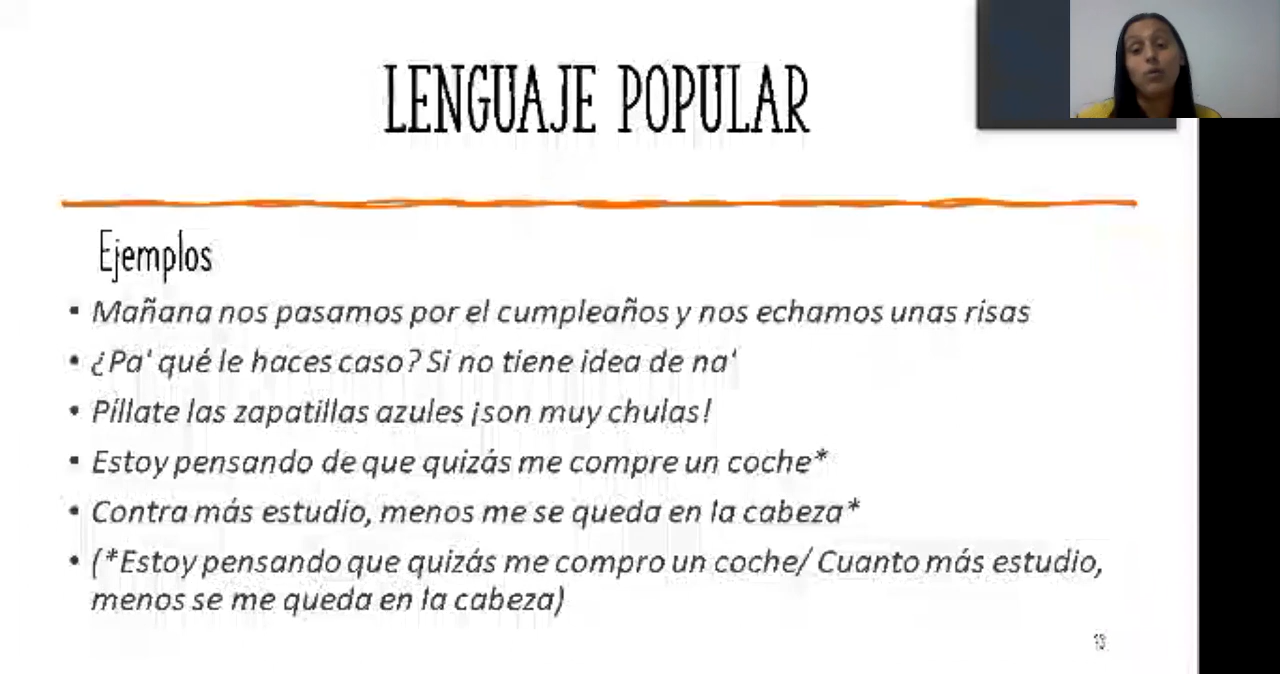 LENGUAJE POPULAR
Ejemplos
• Mañana nos pasamos por el cumpleaños y nos echamos unas risas
• ¿Pa' qué le haces caso? Si no tiene idea de na'
• Píllate las zapatillas azules ¡son muy chulas!
• Estoy pensando de que quizás me compre un coche*
• Contra más estudio, menos me se queda en la cabeza*
• (*Estoy pensando que quizás me compro un coche/ Cuanto más estudio,
menos se me queda en la cabeza)
13